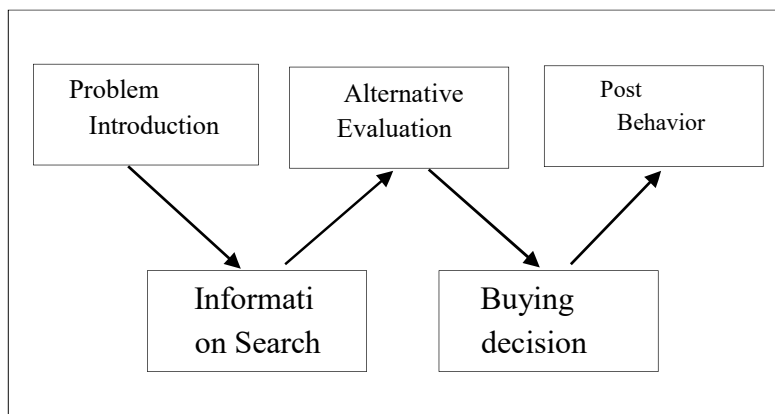 Problem
Introduction
Alternative
Evaluation
Post
Behavior
Informati
on Search
Buying
decision